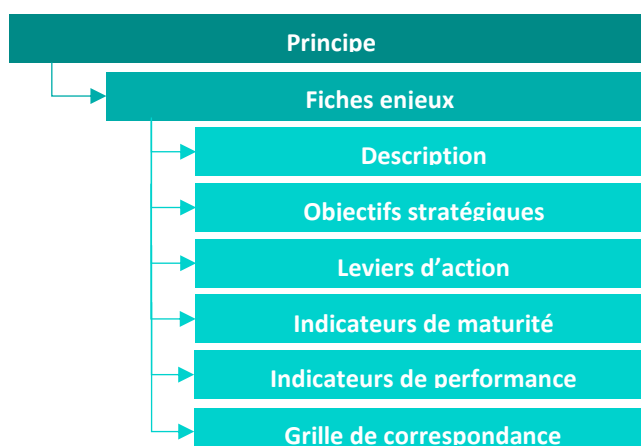 Principe
Fiches enjeux
Description
Objectifs stratégiques
Leviers d’action
Indicateurs de maturité
Indicateurs de performance
Grille de correspondance